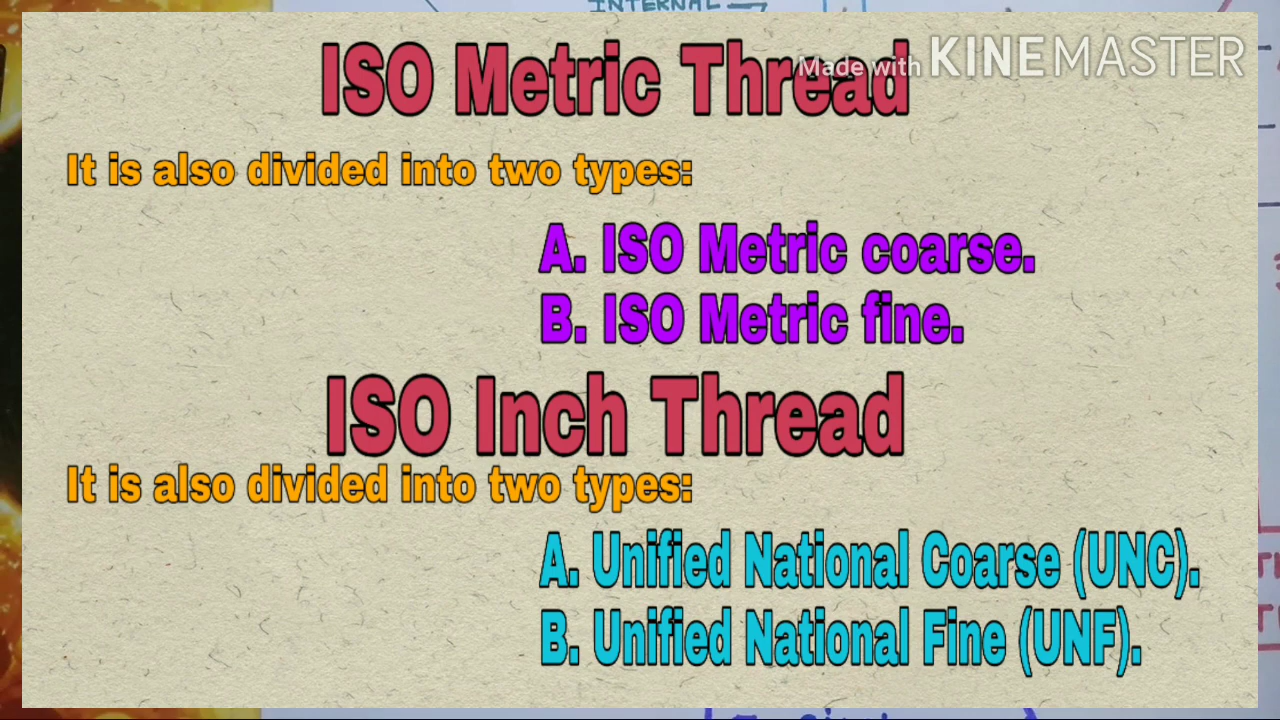 INTERNAL
ISO Metric Thread
Made with KINEMASTER
It is also divided into two types:
A. ISO Metric coarse.
B. ISO Metric fine.
ISO Inch Thread
It is also divided into two types:
A. Unified National Coarse (UNC).
B. Unified National Fine (UNF).